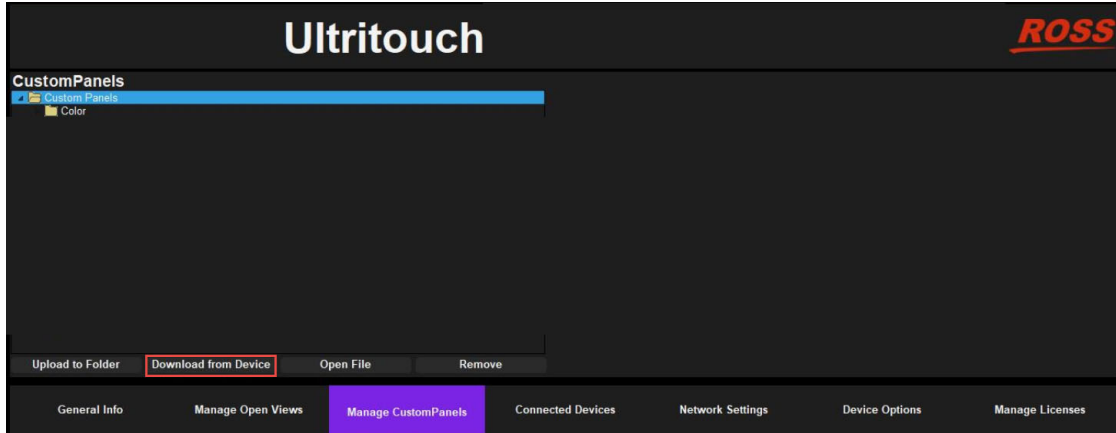 Ultritouch
ROSS
CustomPanels
Custom Panels
Color
Upload to Folder Download from Device Open File Remove
General Info Manage Open Views Manage CustomPanels Connected Devices Network Settings Device Options Manage Licenses